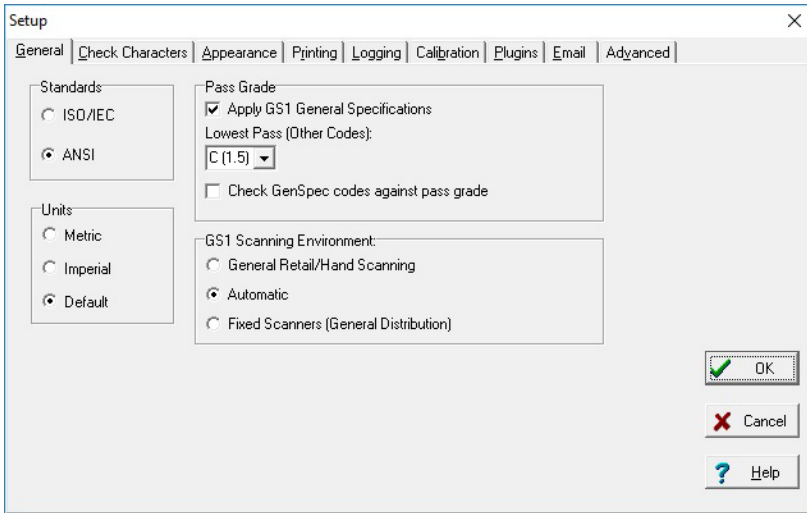 Setup
General Check Characters Appearance Printing Logging Calibration Plugins Email Advanced
Standards
ISO/IEC
ANSI
Units
Metric
Imperial
Default
Pass Grade
Apply GS1 General Specifications
Lowest Pass (Other Codes):
C (1.5)
Check GenSpec codes against pass grade
GS1 Scanning Environment:
General Retail/Hand Scanning
Automatic
Fixed Scanners (General Distribution)
OK
Cancel
Help